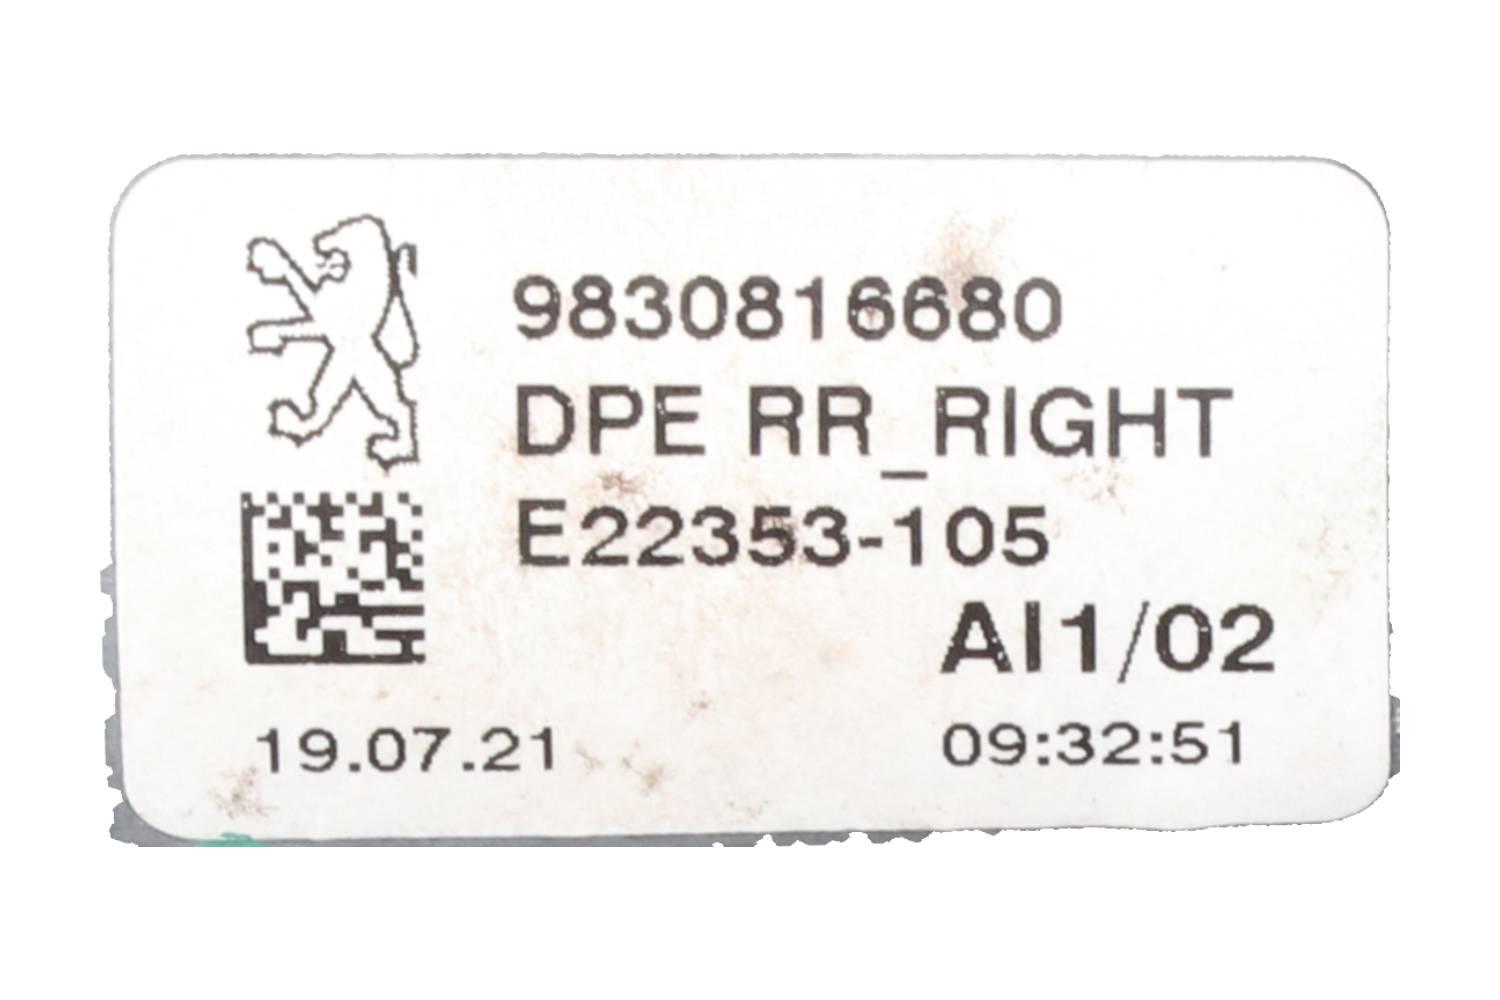 9830816680
DPE RR_RIGHT
E22353-105
AI1/02
19.07.21 09:32:51